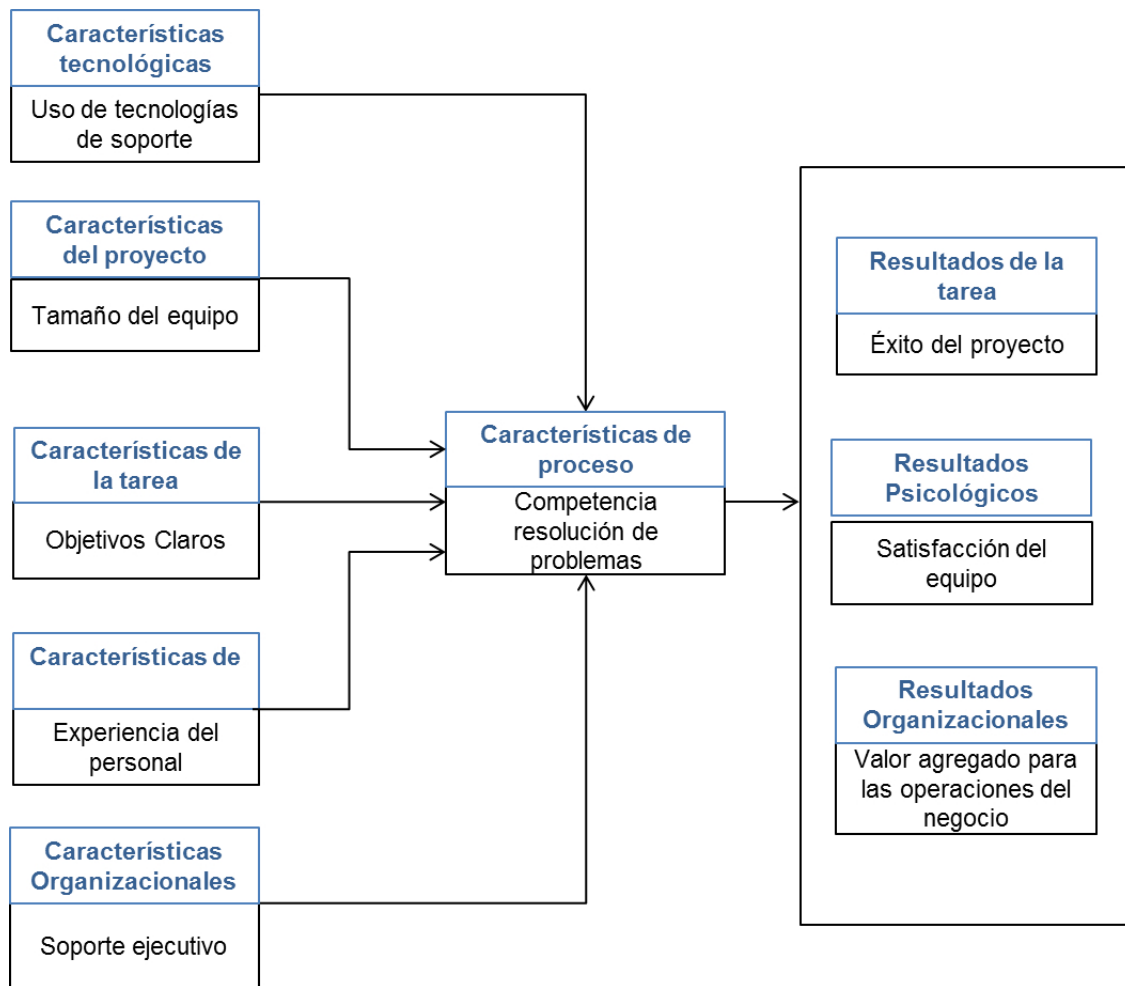 Características
tecnológicas
Uso de tecnologías
de soporte
Características
del proyecto
Tamaño del equipo
Características de
la tarea
Objetivos Claros
Características de
Experiencia del
personal
Características
Organizacionales
Soporte ejecutivo
Características de
proceso
Competencia
resolución de
problemas
Resultados de la
tarea
Éxito del proyecto
Resultados
Psicológicos
Satisfacción del
equipo
Resultados
Organizacionales
Valor agregado para
las operaciones del
negocio